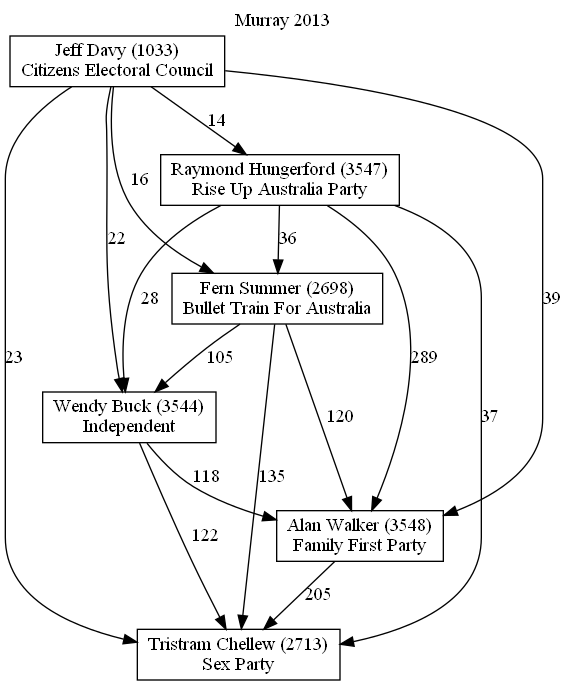 Murray 2013
Jeff Davy (1033)
Citizens Electoral Council
14
Raymond Hungerford (3547)
Rise Up Australia Party
16
22
36
28
Fern Summer (2698)
Bullet Train For Australia
39
23
105
289
Wendy Buck (3544)
Independent
120
37
118
135
Alan Walker (3548)
Family First Party
122
205
Tristram Chellew (2713)
Sex Party